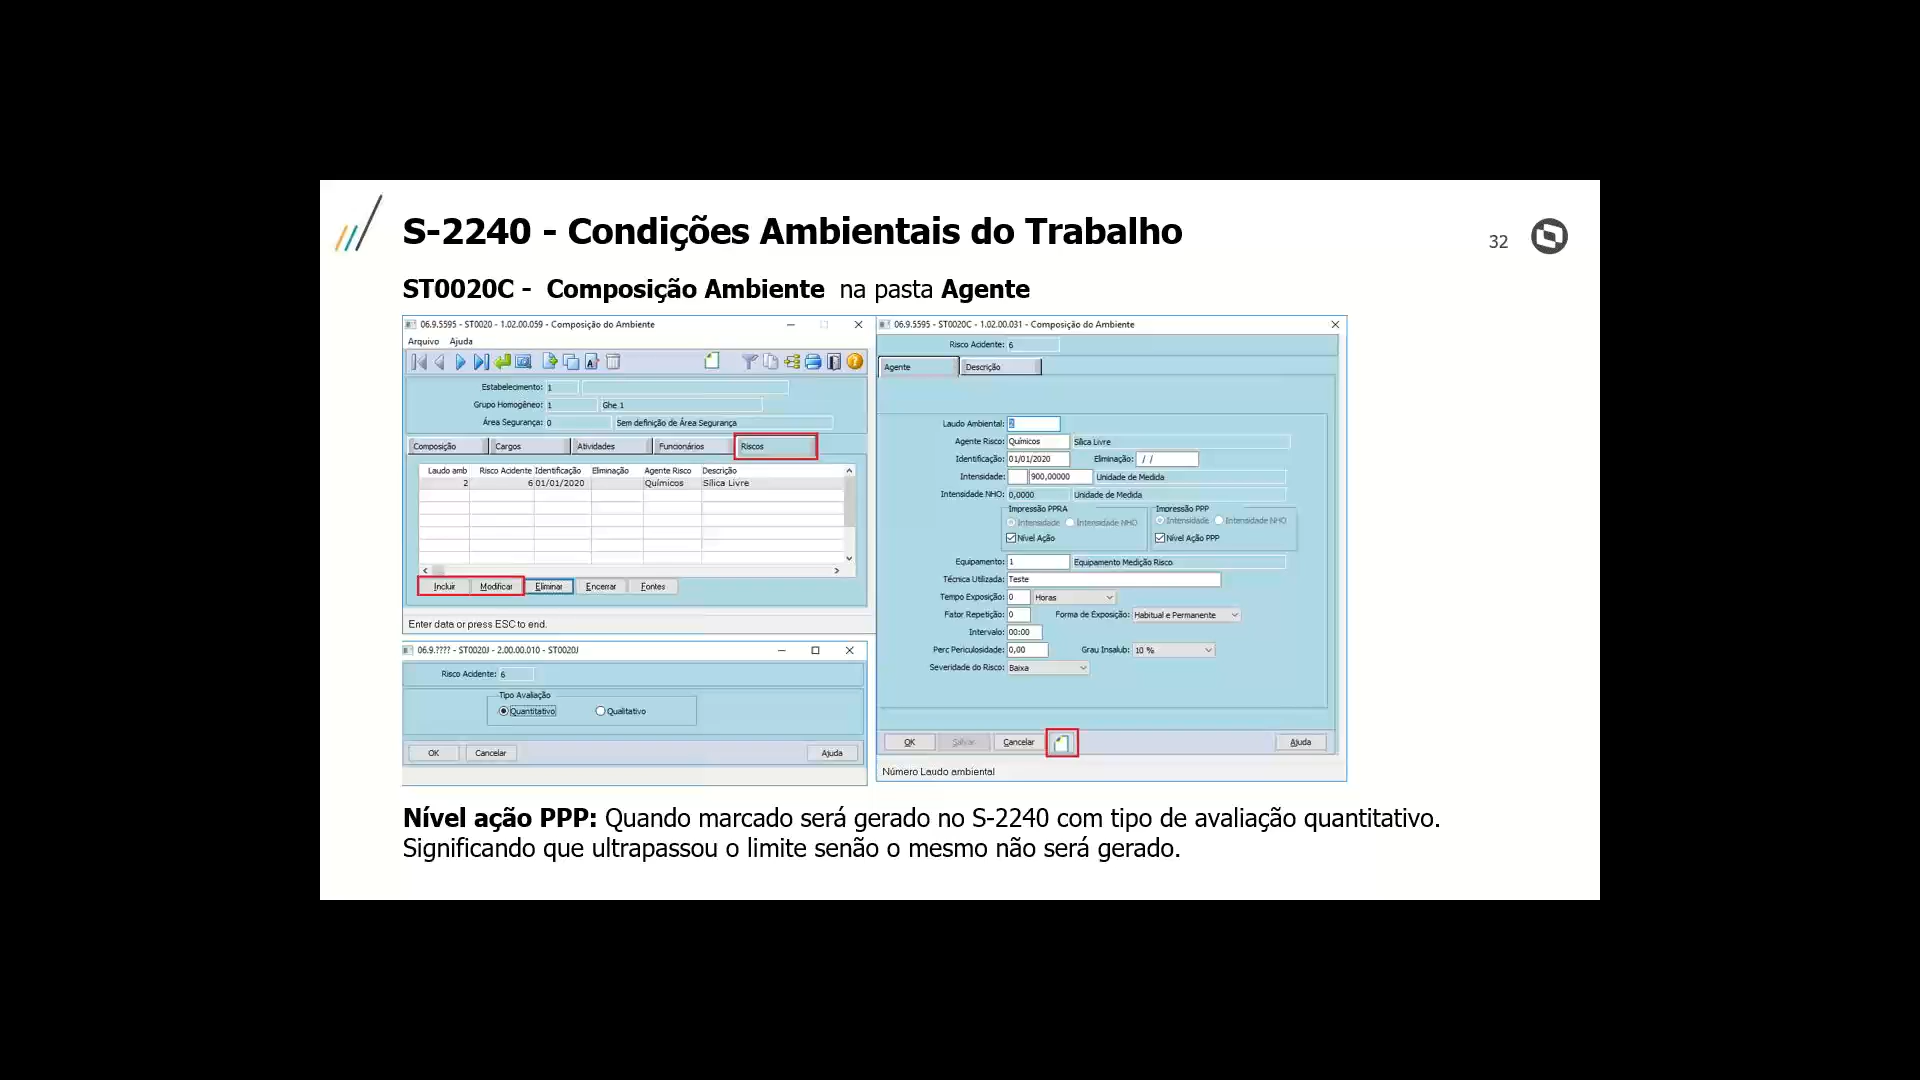 S-2240 - Condições Ambientais do Trabalho
32
ST0020C - Composição Ambiente na pasta Agente
06.9.5595 - ST0020 - 1.02.00.059 - Composição do Ambiente
Arquivo Ajuda
Estabelecimento: 1
Grupo Homogêneo: 1 Ghe 1
Área Segurança: 0 Sem definição de Área Segurança
Composição Cargos Atividades Funcionários Riscos
Laudo amb Risco Acidente Identificação Eliminação Agente Risco Descrição
2 6 01/01/2020 Químicos Sílica Livre
Incluir Modificar Eliminar Encerrar Fontes
Enter data or press ESC to end.
06.9.???? - ST0020J - 2.00.00.010 - ST0020J
Risco Acidente: 6
Tipo Avaliação
Quantitativo Qualitativo
OK Cancelar Ajuda
06.9.5595 - ST0020C - 1.02.00.031 - Composição do Ambiente
Risco Acidente: 6
Agente Descrição
Laudo Ambiental: 2
Agente Risco: Químicos Sílica Livre
Identificação: 01/01/2020 Eliminação: / /
Intensidade: 900,00000 Unidade de Medida
Intensidade NHO: 0,0000 Unidade de Medida
Impressão PPRA Impressão PPP
Intensidade Intensidade NHO Intensidade Intensidade NHO
Nível Ação Nível Ação PPP
Equipamento: 1 Equipamento Medição Risco
Técnica Utilizada: Teste
Tempo Exposição: 0 Horas
Fator Repetição: 0 Forma de Exposição: Habitual e Permanente
Intervalo: 00:00
Perc Periculosidade: 0,00 Grau Insalub: 10 %
Severidade do Risco: Baixa
OK Salvar Cancelar Ajuda
Número Laudo ambiental
Nível ação PPP: Quando marcado será gerado no S-2240 com tipo de avaliação quantitativo.
Significando que ultrapassou o limite senão o mesmo não será gerado.